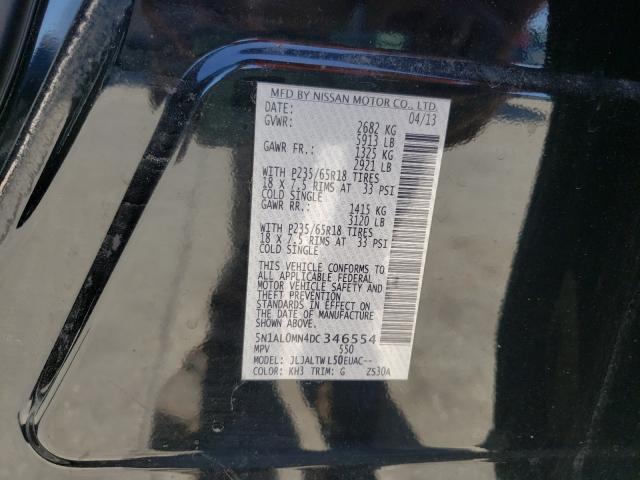 MFD BY NISSAN MOTOR CO., LTD.
DATE: 04/13
GVWR: 2682 KG
5913 LB
GAWR FR.: 1325 KG
2921 LB
WITH P235/65R18 TIRES
18 X 7.5 RIMS AT 33 PSI
COLD SINGLE
GAWR RR.: 1415 KG
3120 LB
WITH P235/65R18 TIRES
18 X 7.5 RIMS AT 33 PSI
COLD SINGLE
THIS VEHICLE CONFORMS TO
ALL APPLICABLE FEDERAL
MOTOR VEHICLE SAFETY AND
THEFT PREVENTION
STANDARDS IN EFFECT ON
THE DATE OF MANUFACTURE
SHOWN ABOVE.
5N1AL0MN4DC346554
MPV 550
MODEL: JLJALTWL50EUAC--
COLOR: KH3 TRIM: G ZS30A